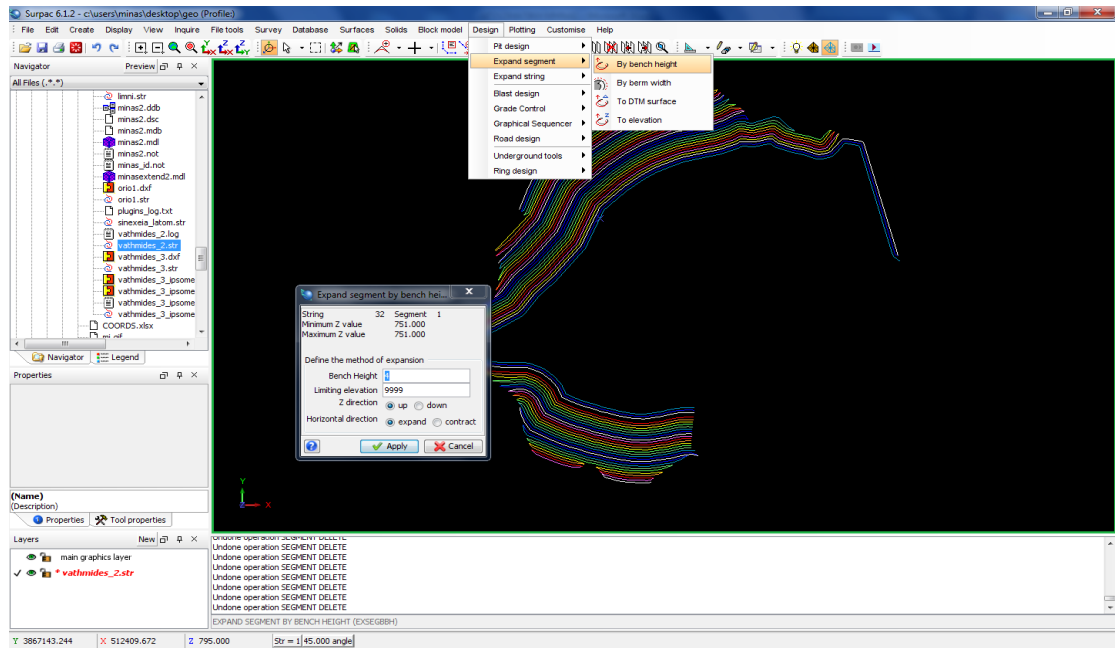 Surpac 6.1.2 - c:\users\minas\desktop\geo (Profile:)
File Edit Create Display View Inquire File tools Survey Database Surfaces Solids Block model Design Plotting Customise Help
Navigator Preview
All Files (.*.*)
limni.str
minas2.ddb
minas2.dsc
minas2.mdb
minas2.mdl
minas2.not
minas_id.not
minasextend2.mdl
orio1.dxf
orio1.str
plugins_log.txt
sinexeia_latom.str
vathmides_2.log
vathmides_2.str
vathmides_3.dxf
vathmides_3.str
vathmides_3_ipsome
vathmides_3_ipsome
vathmides_3_ipsome
vathmides_3_ipsome
COORDS.xlsx
Navigator Legend
Pit design
Expand segment
Expand string
Blast design
Grade Control
Graphical Sequencer
Road design
Underground tools
Ring design
By bench height
By berm width
To DTM surface
To elevation
Expand segment by bench hei...
String 32 Segment 1
Minimum Z value 751.000
Maximum Z value 751.000
Define the method of expansion
Bench Height
Limiting elevation 9999
Z direction up down
Horizontal direction expand contract
Apply Cancel
Y
Z X
Properties
(Name)
(Description)
Properties Tool properties
Layers New
main graphics layer
* vathmides_2.str
Undone operation SEGMENT DELETE
Undone operation SEGMENT DELETE
Undone operation SEGMENT DELETE
Undone operation SEGMENT DELETE
Undone operation SEGMENT DELETE
Undone operation SEGMENT DELETE
Undone operation SEGMENT DELETE
Undone operation SEGMENT DELETE
EXPAND SEGMENT BY BENCH HEIGHT (EXSEGBBH)
Y 3867143.244 X 512409.672 Z 795.000 Str = 1 45.000 angle